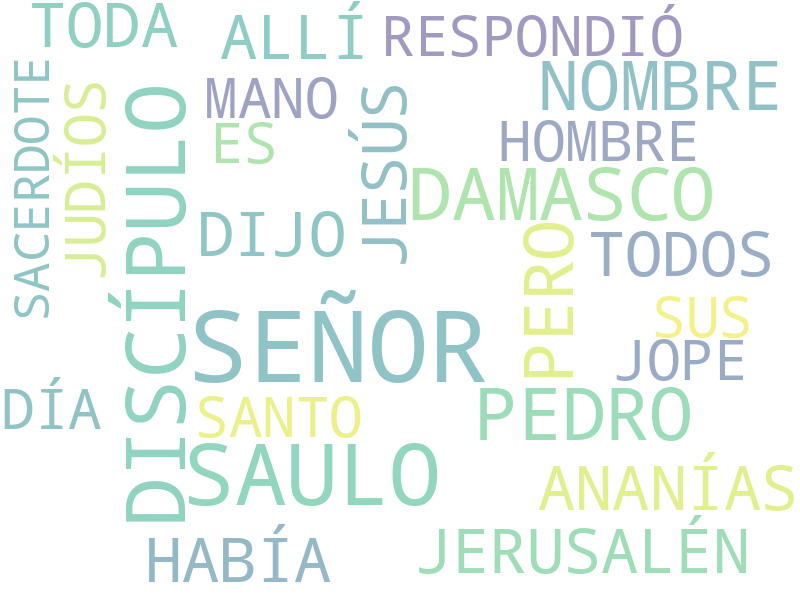 TODA
ALLÍ
RESPONDIÓ
SACERDOTE
JUDÍOS
DISCÍPULO
MANO
JESÚS
NOMBRE
ES
HOMBRE
DAMASCO
DIJO
PERO
TODOS
SEÑOR
SUS
JOPE
DÍA
SANTO
PEDRO
SAULO
ANANÍAS
HABÍA
JERUSALÉN